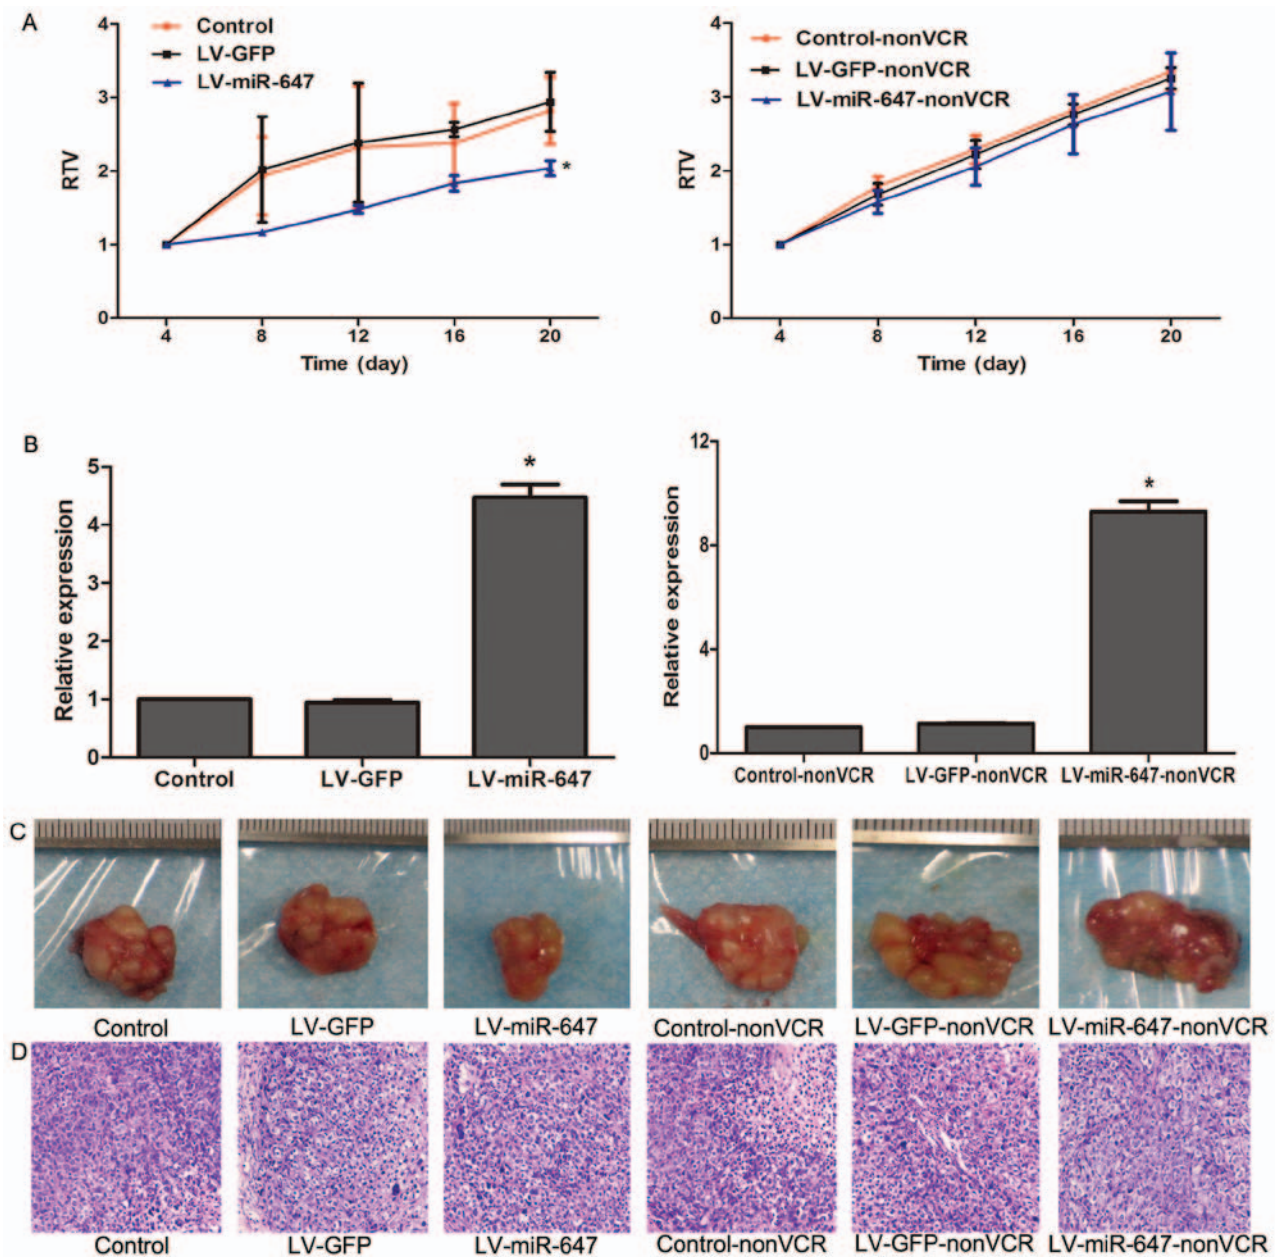 A
4
3
2
1
0
RTV
Control
LV-GFP
LV-miR-647
*
4 8 12 16 20
Time (day)
4
3
2
1
0
RTV
Control-nonVCR
LV-GFP-nonVCR
LV-miR-647-nonVCR
4 8 12 16 20
Time (day)
B
5
4
3
2
1
0
Relative expression
*
Control LV-GFP LV-miR-647
12
8
4
0
Relative expression
*
Control-nonVCR LV-GFP-nonVCR LV-miR-647-nonVCR
C
Control LV-GFP LV-miR-647 Control-nonVCR LV-GFP-nonVCR LV-miR-647-nonVCR
D
Control LV-GFP LV-miR-647 Control-nonVCR LV-GFP-nonVCR LV-miR-647-nonVCR